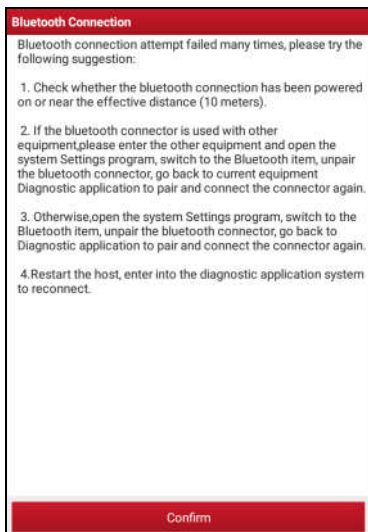 Bluetooth Connection
Bluetooth connection attempt failed many times, please try the
following suggestion:
1. Check whether the bluetooth connection has been powered
on or near the effective distance (10 meters).
2. If the bluetooth connector is used with other
equipment,please enter the other equipment and open the
system Settings program, switch to the Bluetooth item, unpair
the bluetooth connector, go back to current equipment
Diagnostic application to pair and connect the connector again.
3. Otherwise,open the system Settings program, switch to the
Bluetooth item, unpair the bluetooth connector, go back to
Diagnostic application to pair and connect the connector again.
4.Restart the host, enter into the diagnostic application system
to reconnect.
Confirm